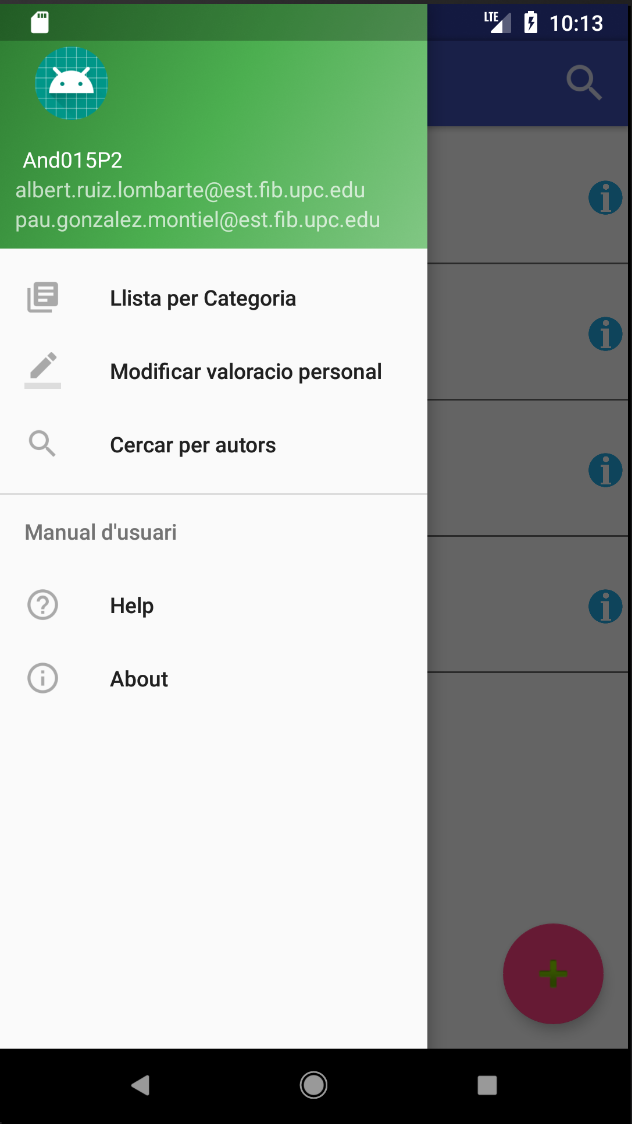 LTE 10:13
And015P2
albert.ruiz.lombarte@est.fib.upc.edu
pau.gonzalez.montiel@est.fib.upc.edu
Llista per Categoria
Modificar valoracio personal
Cercar per autors
Manual d'usuari
Help
About